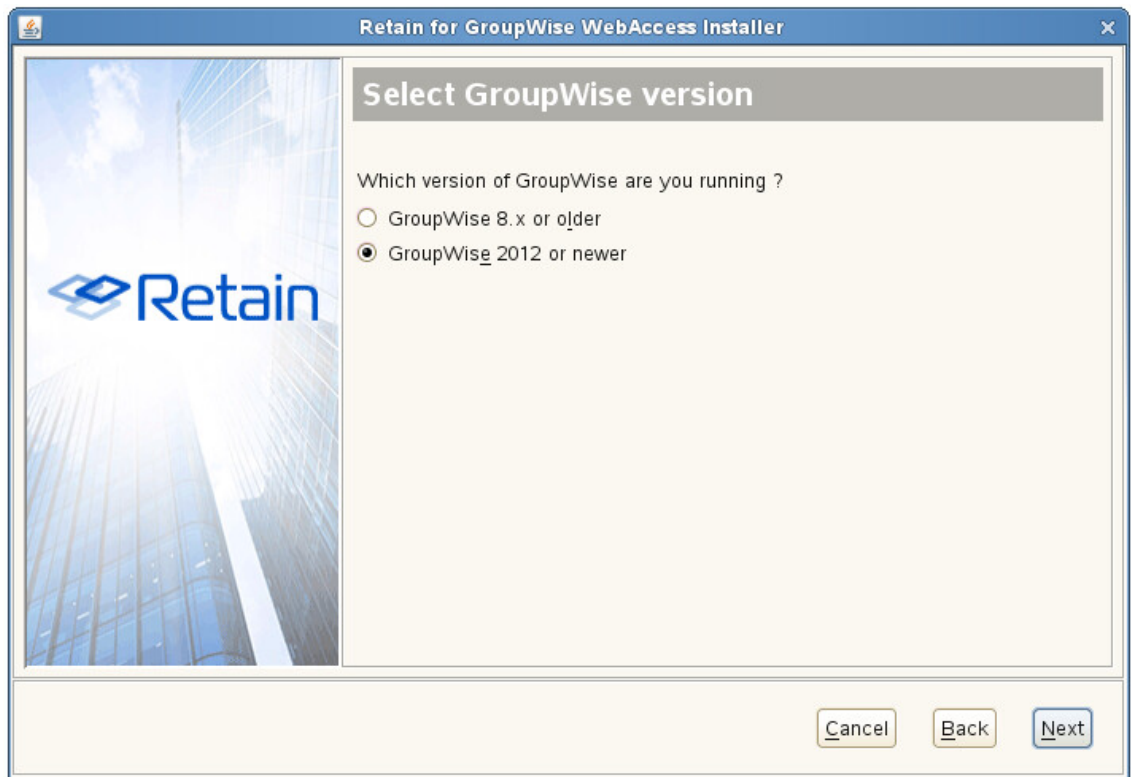 Retain for GroupWise WebAccess Installer
Select GroupWise version
Which version of GroupWise are you running ?
GroupWise 8.x or older
GroupWise 2012 or newer
Retain
Cancel Back Next